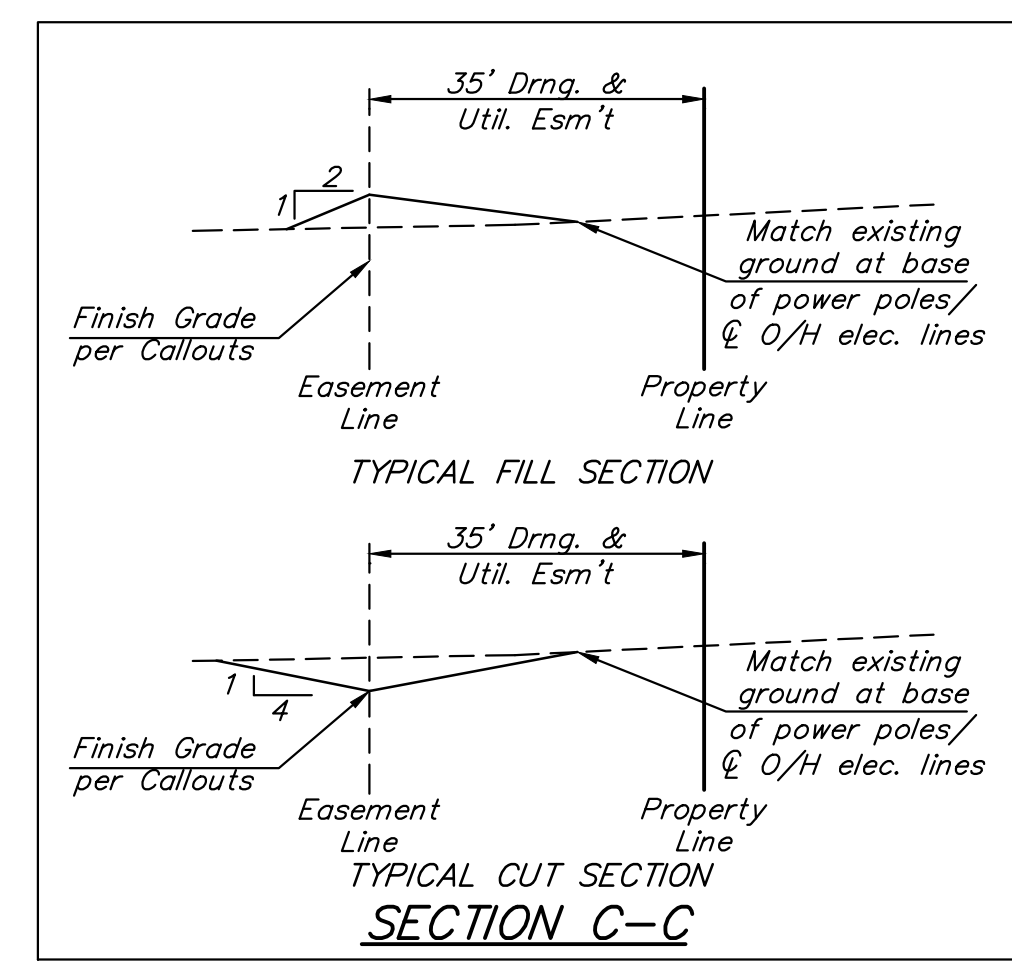 35' Drng. &
Util. Esm't
2
1
Match existing
ground at base
of power poles/
℄ O/H elec. lines
Finish Grade
per Callouts
Easement
Line
Property
Line
TYPICAL FILL SECTION
35' Drng. &
Util. Esm't
1
4
Match existing
ground at base
of power poles/
℄ O/H elec. lines
Finish Grade
per Callouts
Easement
Line
Property
Line
TYPICAL CUT SECTION
SECTION C-C